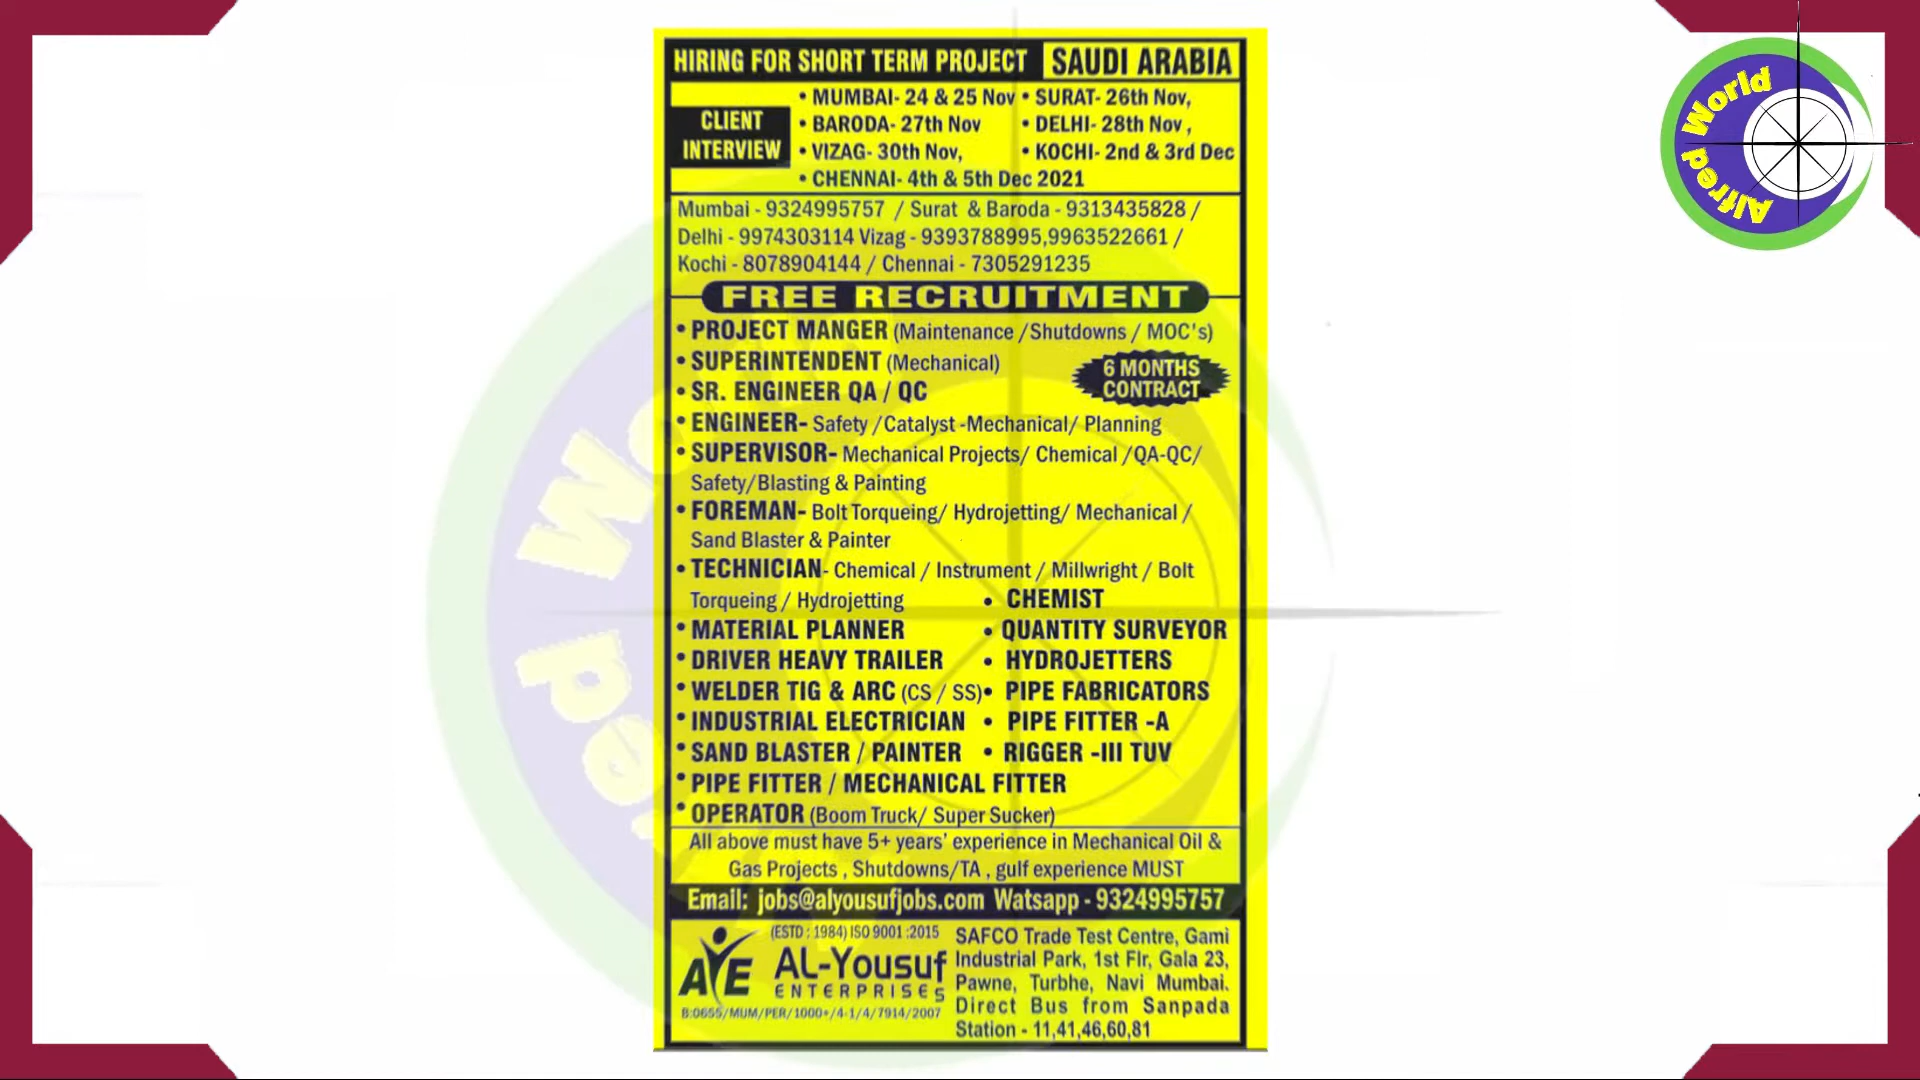 HIRING FOR SHORT TERM PROJECT SAUDI ARABIA
CLIENT
INTERVIEW
• MUMBAI- 24 & 25 Nov • SURAT- 26th Nov,
• BARODA- 27th Nov • DELHI- 28th Nov ,
• VIZAG- 30th Nov, • KOCHI- 2nd & 3rd Dec
• CHENNAI- 4th & 5th Dec 2021
Mumbai - 9324995757 / Surat & Baroda - 9313435828 /
Delhi - 9974303114 Vizag - 9393788995,9963522661 /
Kochi - 8078904144 / Chennai - 7305291235
FREE RECRUITMENT
• PROJECT MANGER (Maintenance /Shutdowns / MOC's)
• SUPERINTENDENT (Mechanical)
6 MONTHS
CONTRACT
• SR. ENGINEER QA / QC
• ENGINEER- Safety /Catalyst -Mechanical/ Planning
• SUPERVISOR- Mechanical Projects/ Chemical /QA-QC/
Safety/Blasting & Painting
• FOREMAN- Bolt Torqueing/ Hydrojetting/ Mechanical /
Sand Blaster & Painter
• TECHNICIAN- Chemical / Instrument / Millwright / Bolt
Torqueing / Hydrojetting • CHEMIST
• MATERIAL PLANNER • QUANTITY SURVEYOR
• DRIVER HEAVY TRAILER • HYDROJETTERS
• WELDER TIG & ARC (CS / SS) • PIPE FABRICATORS
• INDUSTRIAL ELECTRICIAN • PIPE FITTER -A
• SAND BLASTER / PAINTER • RIGGER -III TUV
• PIPE FITTER / MECHANICAL FITTER
• OPERATOR (Boom Truck/ Super Sucker)
All above must have 5+ years' experience in Mechanical Oil &
Gas Projects , Shutdowns/TA , gulf experience MUST
Email: jobs@alyousufjobs.com Watsapp - 9324995757
(ESTD : 1984) ISO 9001 :2015
AYE AL-Yousuf
ENTERPRISES
B:0655/MUM/PER/1000+/4-1/4/7914/2007
SAFCO Trade Test Centre, Gami
Industrial Park, 1st Flr, Gala 23,
Pawne, Turbhe, Navi Mumbai.
Direct Bus from Sanpada
Station - 11,41,46,60,81
Alfred World